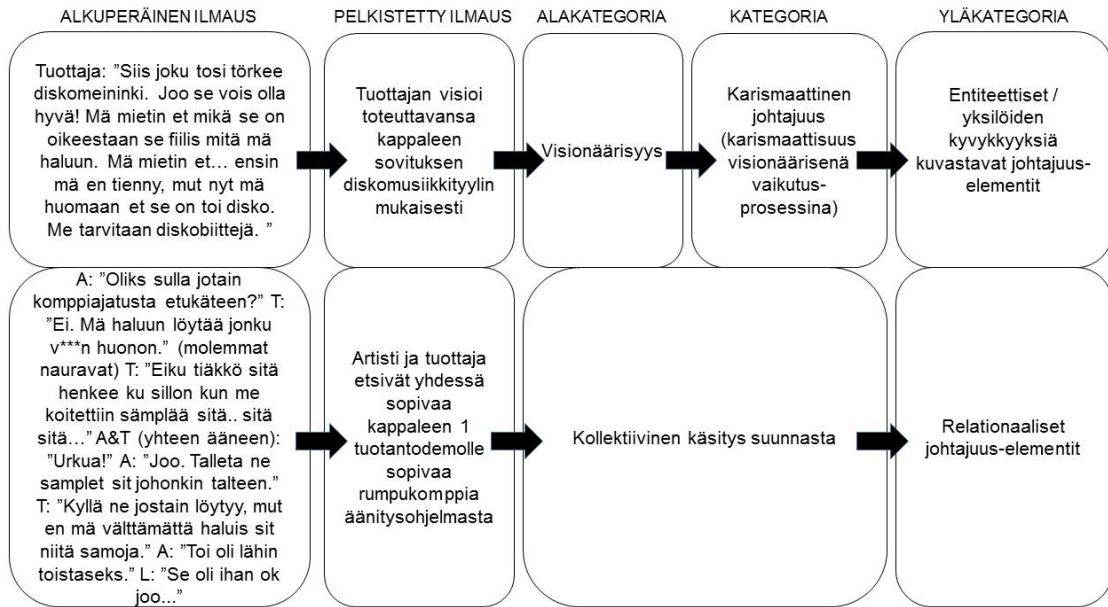 ALKUPERÄINEN ILMAUS
PELKISTETTY ILMAUS
ALAKATEGORIA
KATEGORIA
YLÄKATEGORIA
Tuottaja: ”Siis joku tosi törkee
diskomeininki. Joo se vois olla
hyvä! Mä mietin et mikä se on
oikeestaan se fiilis mitä mä
haluun. Mä mietin et… ensin
mä en tienny, mut nyt mä
huomaan et se on toi disko.
Me tarvitaan diskobiittejä. ”
Tuottajan visioi
toteuttavansa
kappaleen
sovituksen
diskomusiikkityylin
mukaisesti
Visionäärisyys
Karismaattinen
johtajuus
(karismaattisuus
visionäärisenä
vaikutus-
prosessina)
Entiteettiset /
yksilöiden
kyvykkyyksiä
kuvastavat johtajuus-
elementit
A: ”Oliks sulla jotain
komppiajatusta etukäteen?” T:
”Ei. Mä haluun löytää jonku
v***n huonon.” (molemmat
nauravat) T: ”Eiku tiäkkö sitä
henkee ku sillon kun me
koitettiin sämplää sitä.. sitä
sitä…” A&T (yhteen ääneen):
”Urkua!” A: ”Joo. Talleta ne
samplet sit johonkin talteen.”
T: ”Kyllä ne jostain löytyy, mut
en mä välttämättä haluis sit
niitä samoja.” A: ”Toi oli lähin
toistaseks.” L: ”Se oli ihan ok
joo...”
Artisti ja tuottaja
etsivät yhdessä
sopivaa
kappaleen 1
tuotantodemolle
sopivaa
rumpukomppia
äänitysohjelmasta
Kollektiivinen käsitys suunnasta
Relationaaliset
johtajuus-elementit